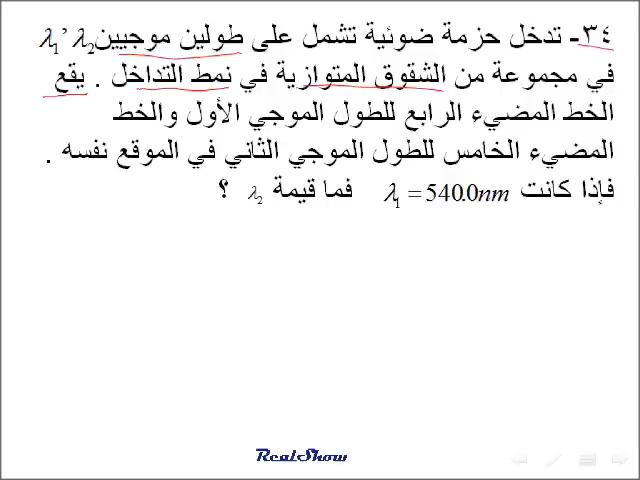 ٣٤- تدخل حزمة ضوئية تشمل على طولين موجيين λ₁ , λ₂
في مجموعة من الشقوق المتوازية في نمط التداخل . يقع
الخط المضيء الرابع للطول الموجي الأول والخط
المضيء الخامس للطول الموجي الثاني في الموقع نفسه .
فإذا كانت λ₁ = 540.0nm فما قيمة λ₂ ؟
RealShow